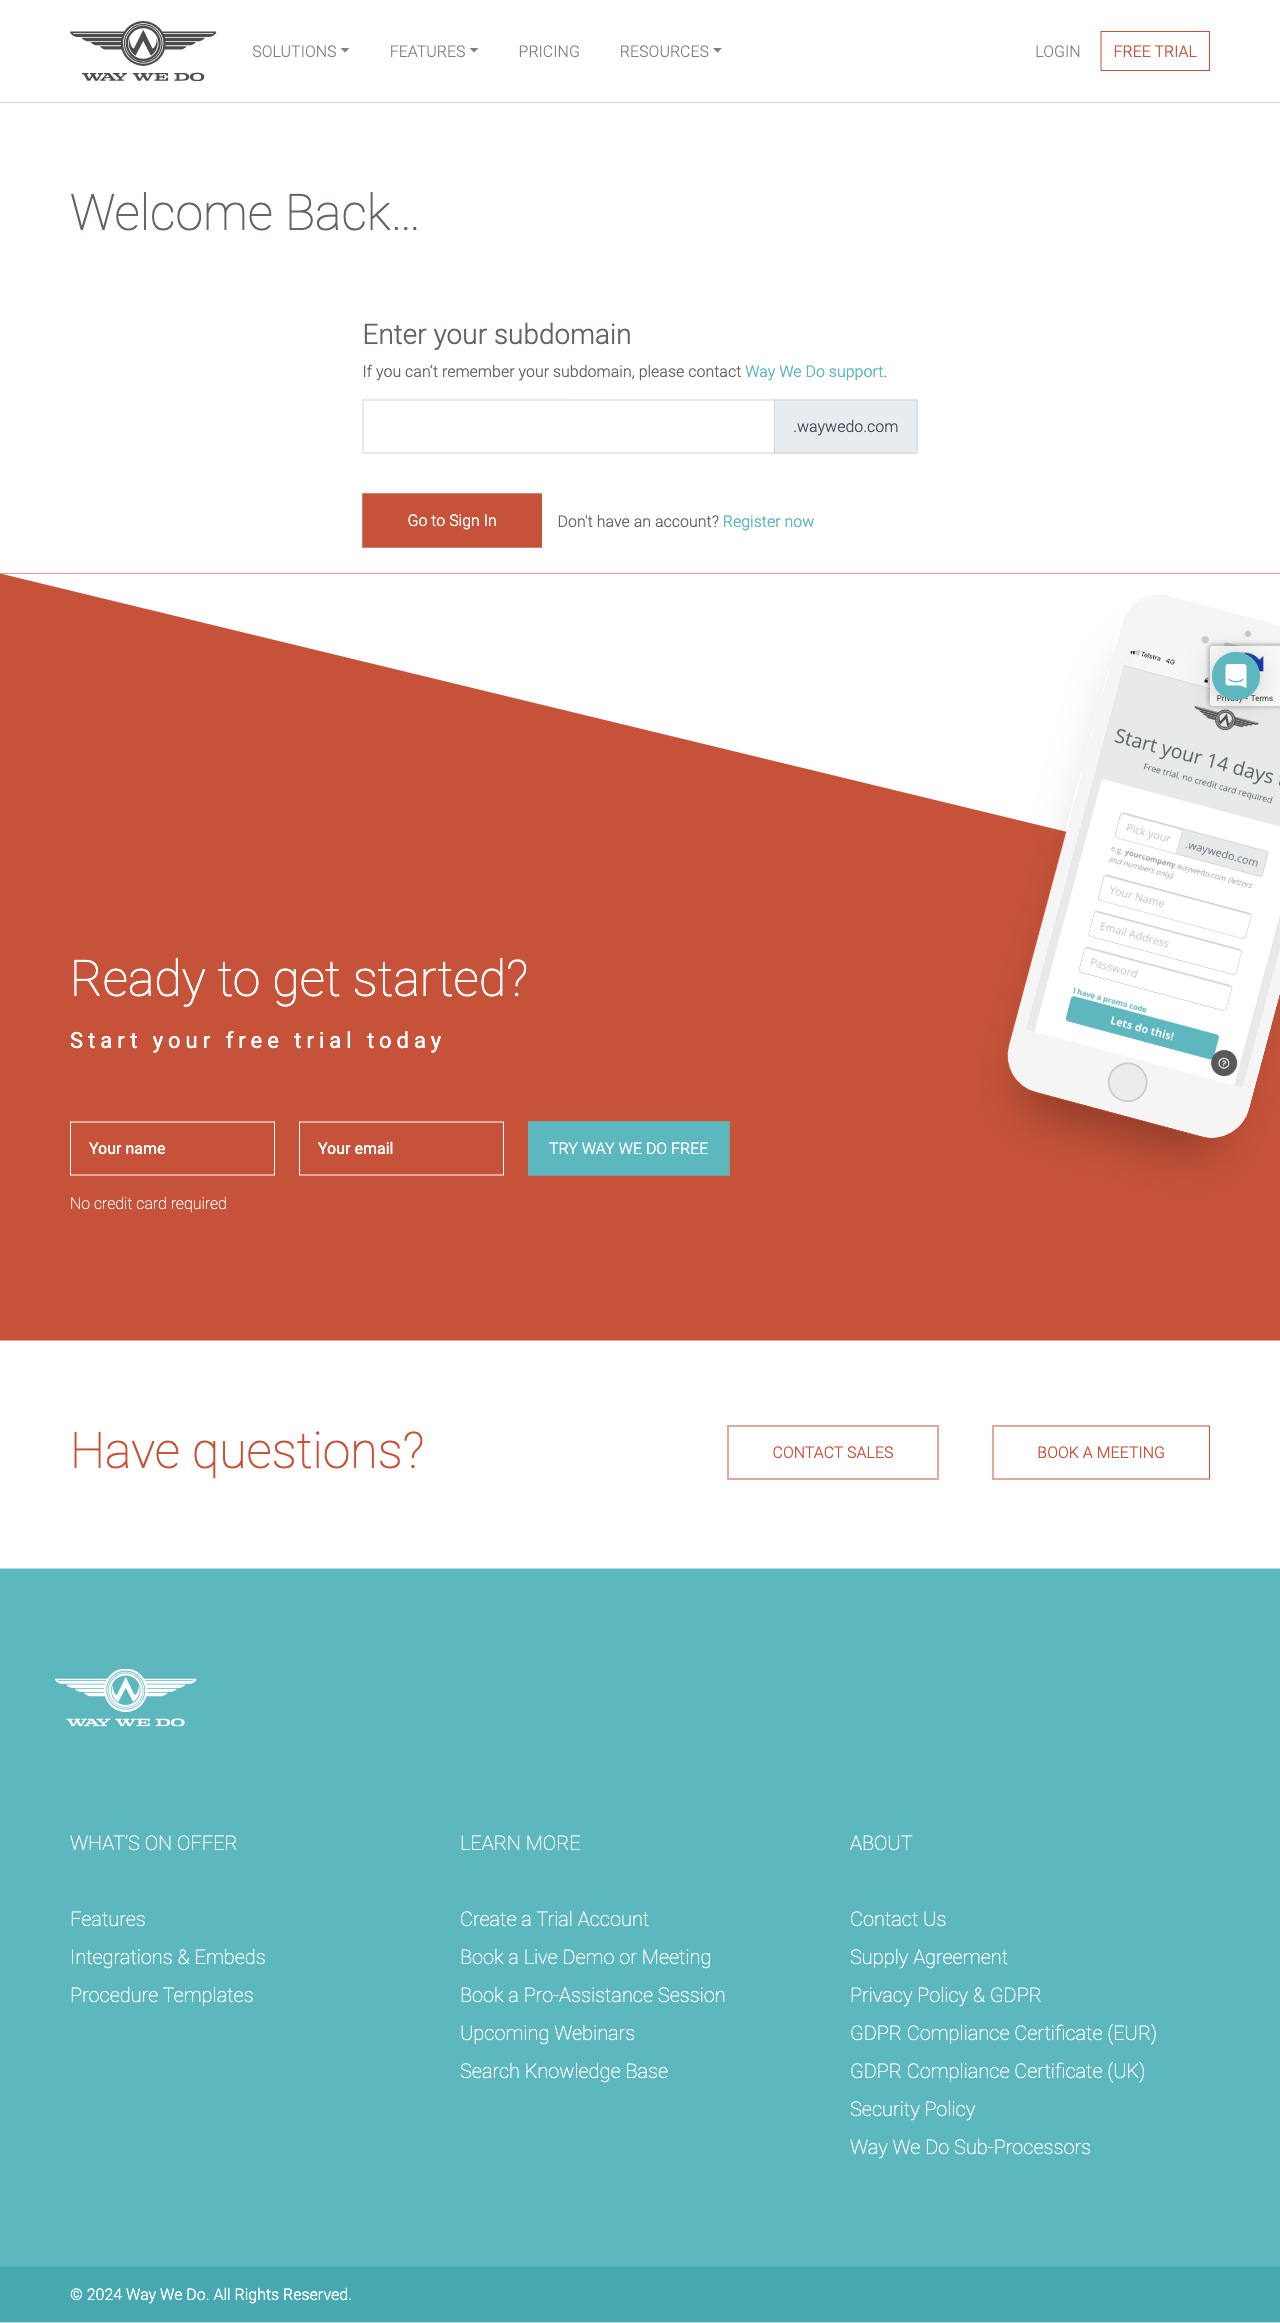 WAY WE DO
SOLUTIONS
FEATURES
PRICING
RESOURCES
LOGIN
FREE TRIAL
Welcome Back...
Enter your subdomain
If you can’t remember your subdomain, please contact Way We Do support.
.waywedo.com
Go to Sign In
Don't have an account? Register now
Telstra 4G
Terms
Start your 14 days
Free trial, no credit card required
Pick your
.waywedo.com
e.g. yourcompany.waywedo.com (letters
and numbers only)
Your Name
Email Address
Password
I have a promo code
Lets do this!
Ready to get started?
Start your free trial today
Your name
Your email
TRY WAY WE DO FREE
No credit card required
Have questions?
CONTACT SALES
BOOK A MEETING
WAY WE DO
WHAT’S ON OFFER
Features
Integrations & Embeds
Procedure Templates
LEARN MORE
Create a Trial Account
Book a Live Demo or Meeting
Book a Pro-Assistance Session
Upcoming Webinars
Search Knowledge Base
ABOUT
Contact Us
Supply Agreement
Privacy Policy & GDPR
GDPR Compliance Certificate (EUR)
GDPR Compliance Certificate (UK)
Security Policy
Way We Do Sub-Processors
© 2024 Way We Do. All Rights Reserved.